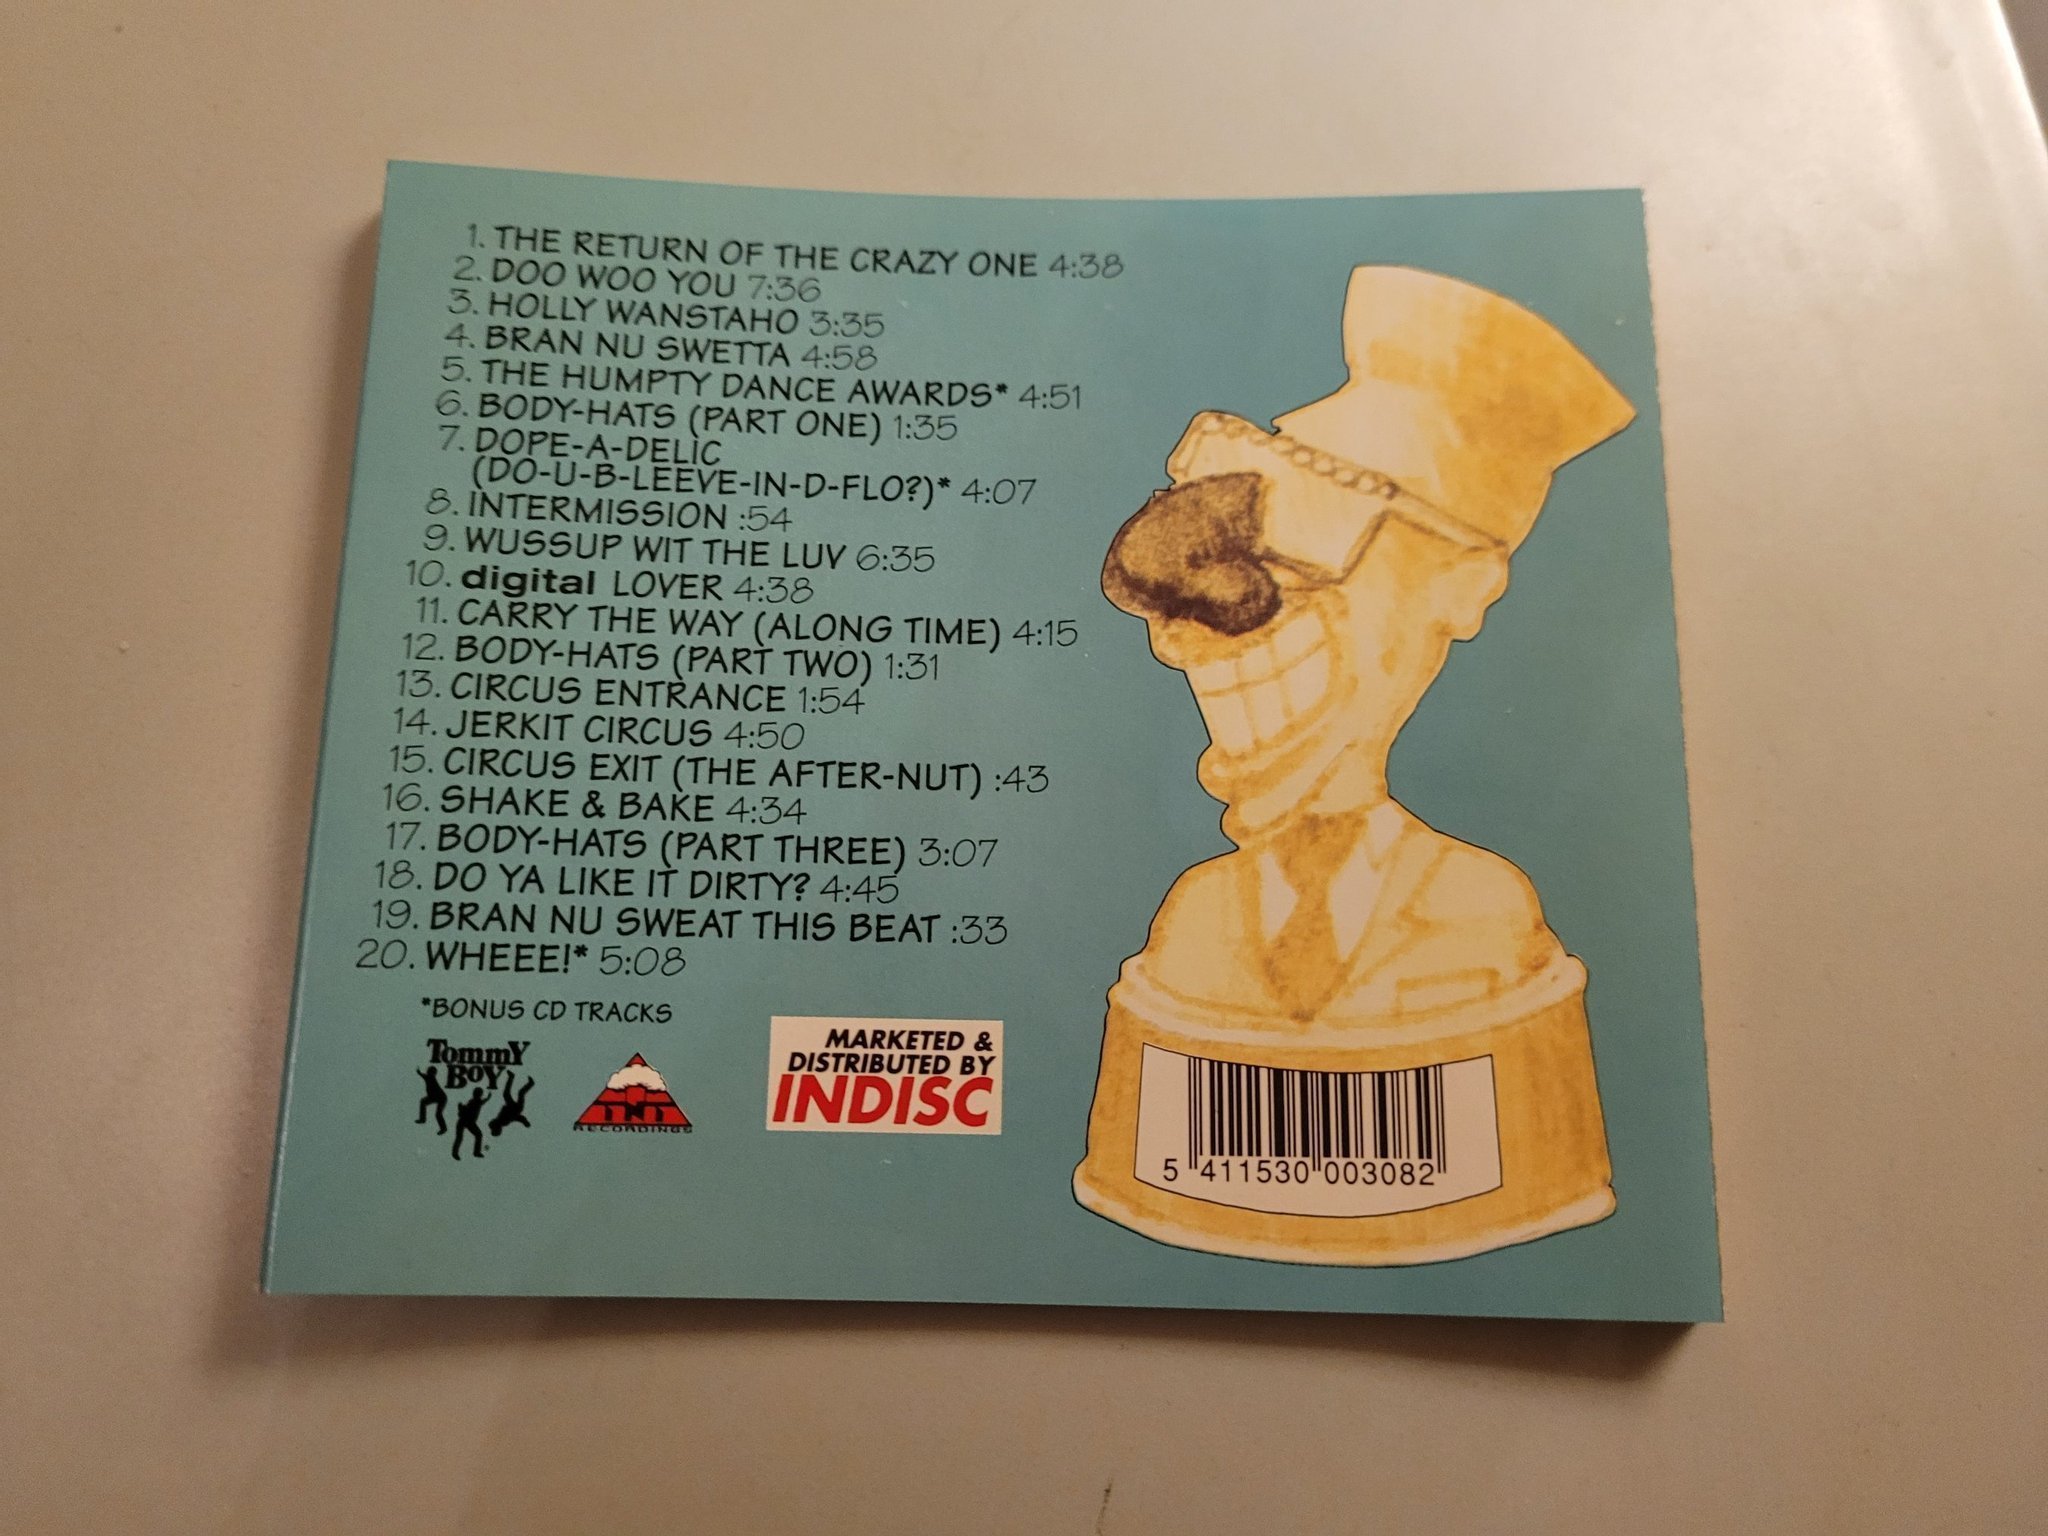 1. THE RETURN OF THE CRAZY ONE 4:38
2. DOO WOO YOU 7:36
3. HOLLY WANSTAHO 3:35
4. BRAN NU SWETTA 4:58
5. THE HUMPTY DANCE AWARDS* 4:51
6. BODY-HATS (PART ONE) 1:35
7. DOPE-A-DELIC
(DO-U-B-LEEVE-IN-D-FLO?)* 4:07
8. INTERMISSION :54
9. WUSSUP WIT THE LUV 6:35
10. digital LOVER 4:38
11. CARRY THE WAY (ALONG TIME) 4:15
12. BODY-HATS (PART TWO) 1:31
13. CIRCUS ENTRANCE 1:54
14. JERKIT CIRCUS 4:50
15. CIRCUS EXIT (THE AFTER-NUT) :43
16. SHAKE & BAKE 4:34
17. BODY-HATS (PART THREE) 3:07
18. DO YA LIKE IT DIRTY? 4:45
19. BRAN NU SWEAT THIS BEAT :33
20. WHEEE!* 5:08
*BONUS CD TRACKS
TOMMY
BOY
TNT
RECORDINGS
MARKETED &
DISTRIBUTED BY
INDISC
5 411530 003082